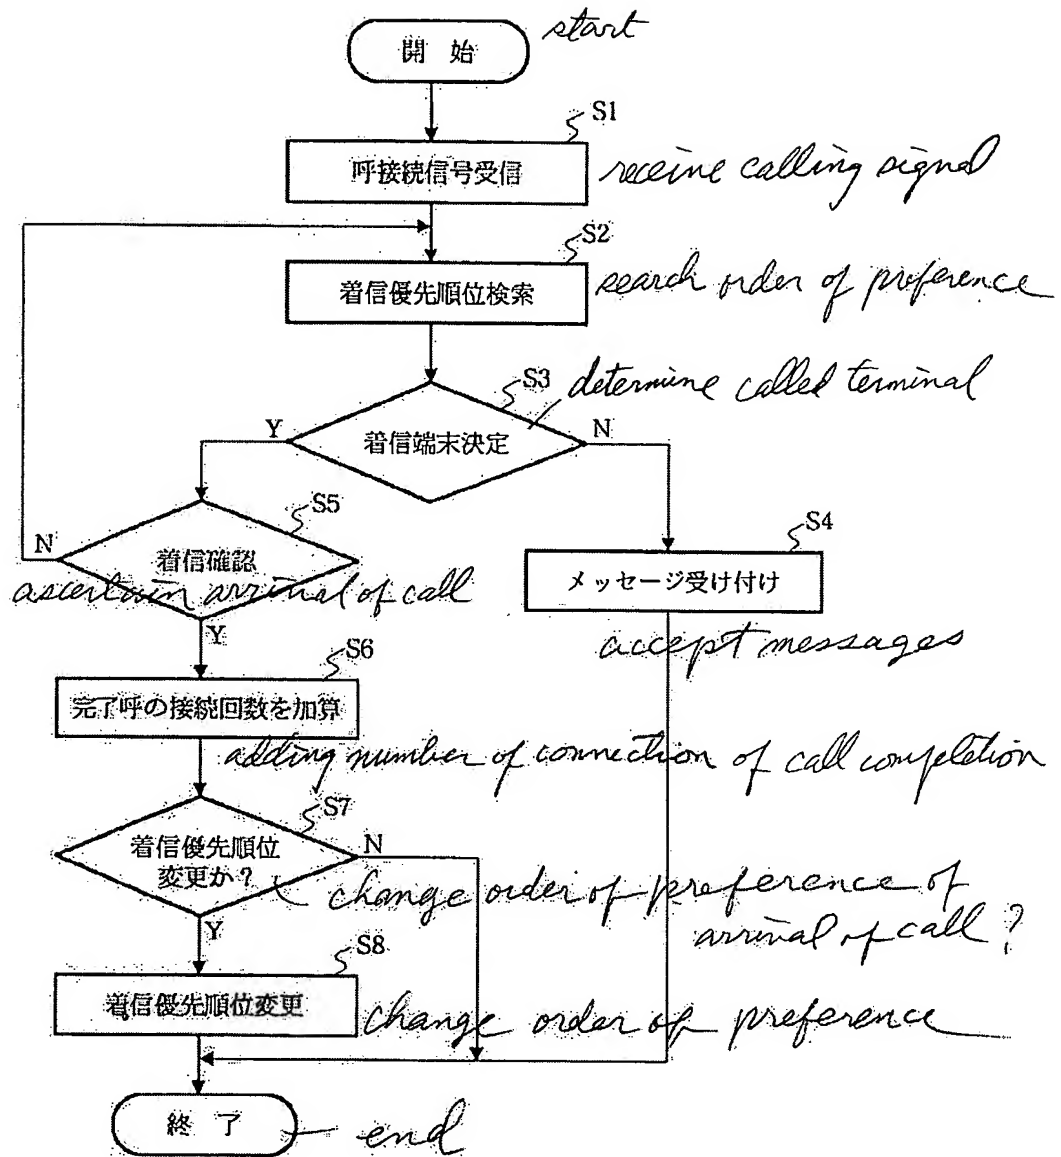 開 始
start
S1
呼接続信号受信
receive calling signal
S2
着信優先順位検索
search order of preference
S3
determine called terminal
Y
着信端末決定
N
S5
S4
N
着信確認
メッセージ受け付け
ascertain arrival of call
Y
accept messages
S6
完了呼の接続回数を加算
adding number of connection of call completion
S7
着信優先順位
変更か?
N
change order of preference of
arrival of call?
Y
S8
着信優先順位変更
change order of preference
終 了
end